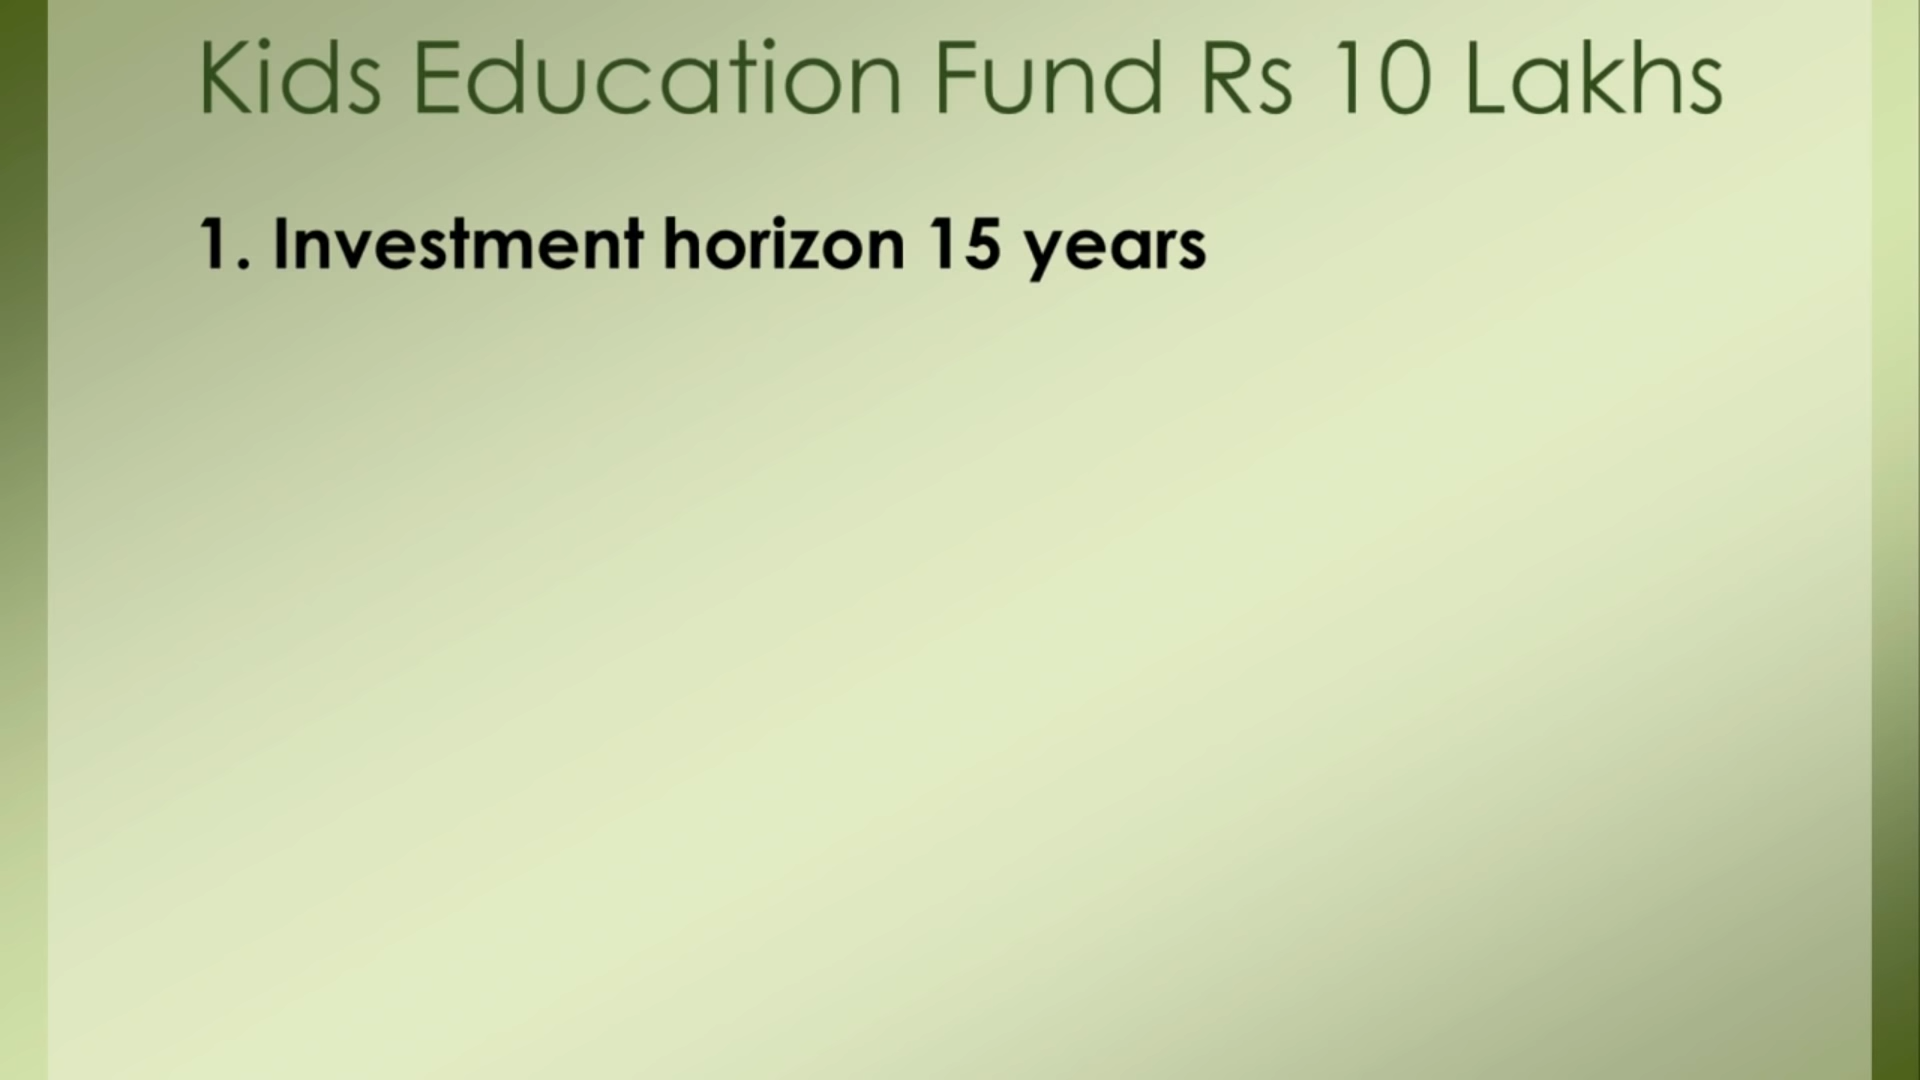 Kids Education Fund Rs 10 Lakhs
1. Investment horizon 15 years